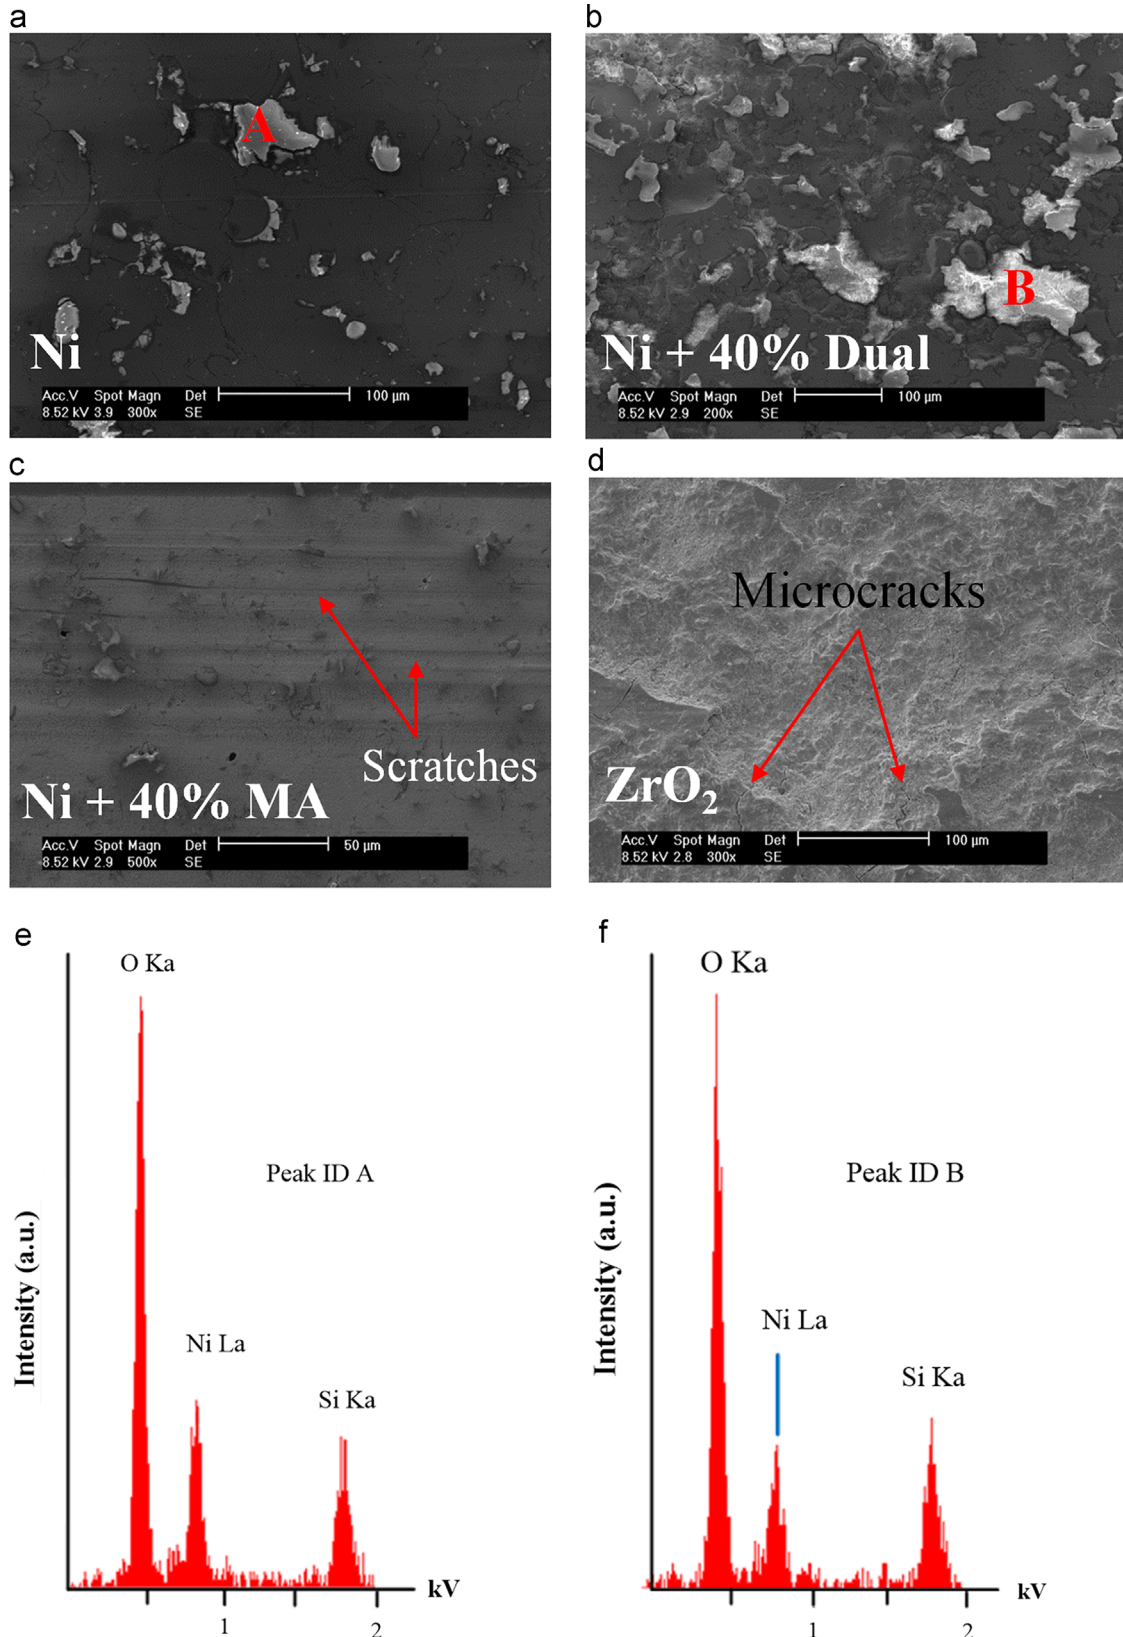 a
b
A
Ni
Acc.V Spot Magn Det 100 µm
8.52 kV 3.9 300x SE
B
Ni + 40% Dual
Acc.V Spot Magn Det 100 µm
8.52 kV 2.9 200x SE
c
d
Scratches
Ni + 40% MA
Acc.V Spot Magn Det 50 µm
8.52 kV 2.9 500x SE
Microcracks
ZrO₂
Acc.V Spot Magn Det 100 µm
8.52 kV 2.8 300x SE
e
O Ka
Peak ID A
Ni La
Si Ka
Intensity (a.u.)
kV
1
2
f
O Ka
Peak ID B
Ni La
Si Ka
Intensity (a.u.)
kV
1
2